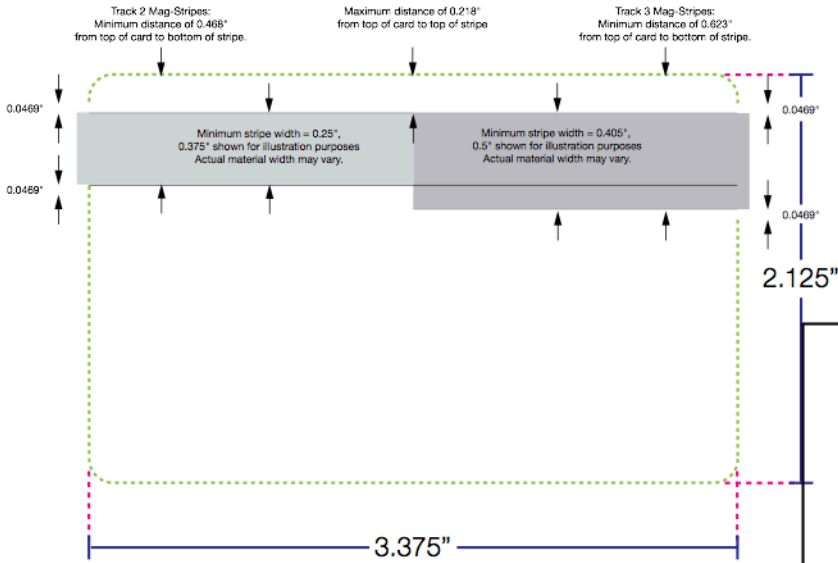 Track 2 Mag-Stripes:
Minimum distance of 0.468"
from top of card to bottom of stripe.
Maximum distance of 0.218"
from top of card to top of stripe
Track 3 Mag-Stripes:
Minimum distance of 0.623"
from top of card to bottom of stripe.
0.0469"
0.0469"
Minimum stripe width = 0.25",
0.375" shown for illustration purposes
Actual material width may vary.
Minimum stripe width = 0.405",
0.5" shown for illustration purposes
Actual material width may vary.
0.0469"
0.0469"
2.125”
3.375”